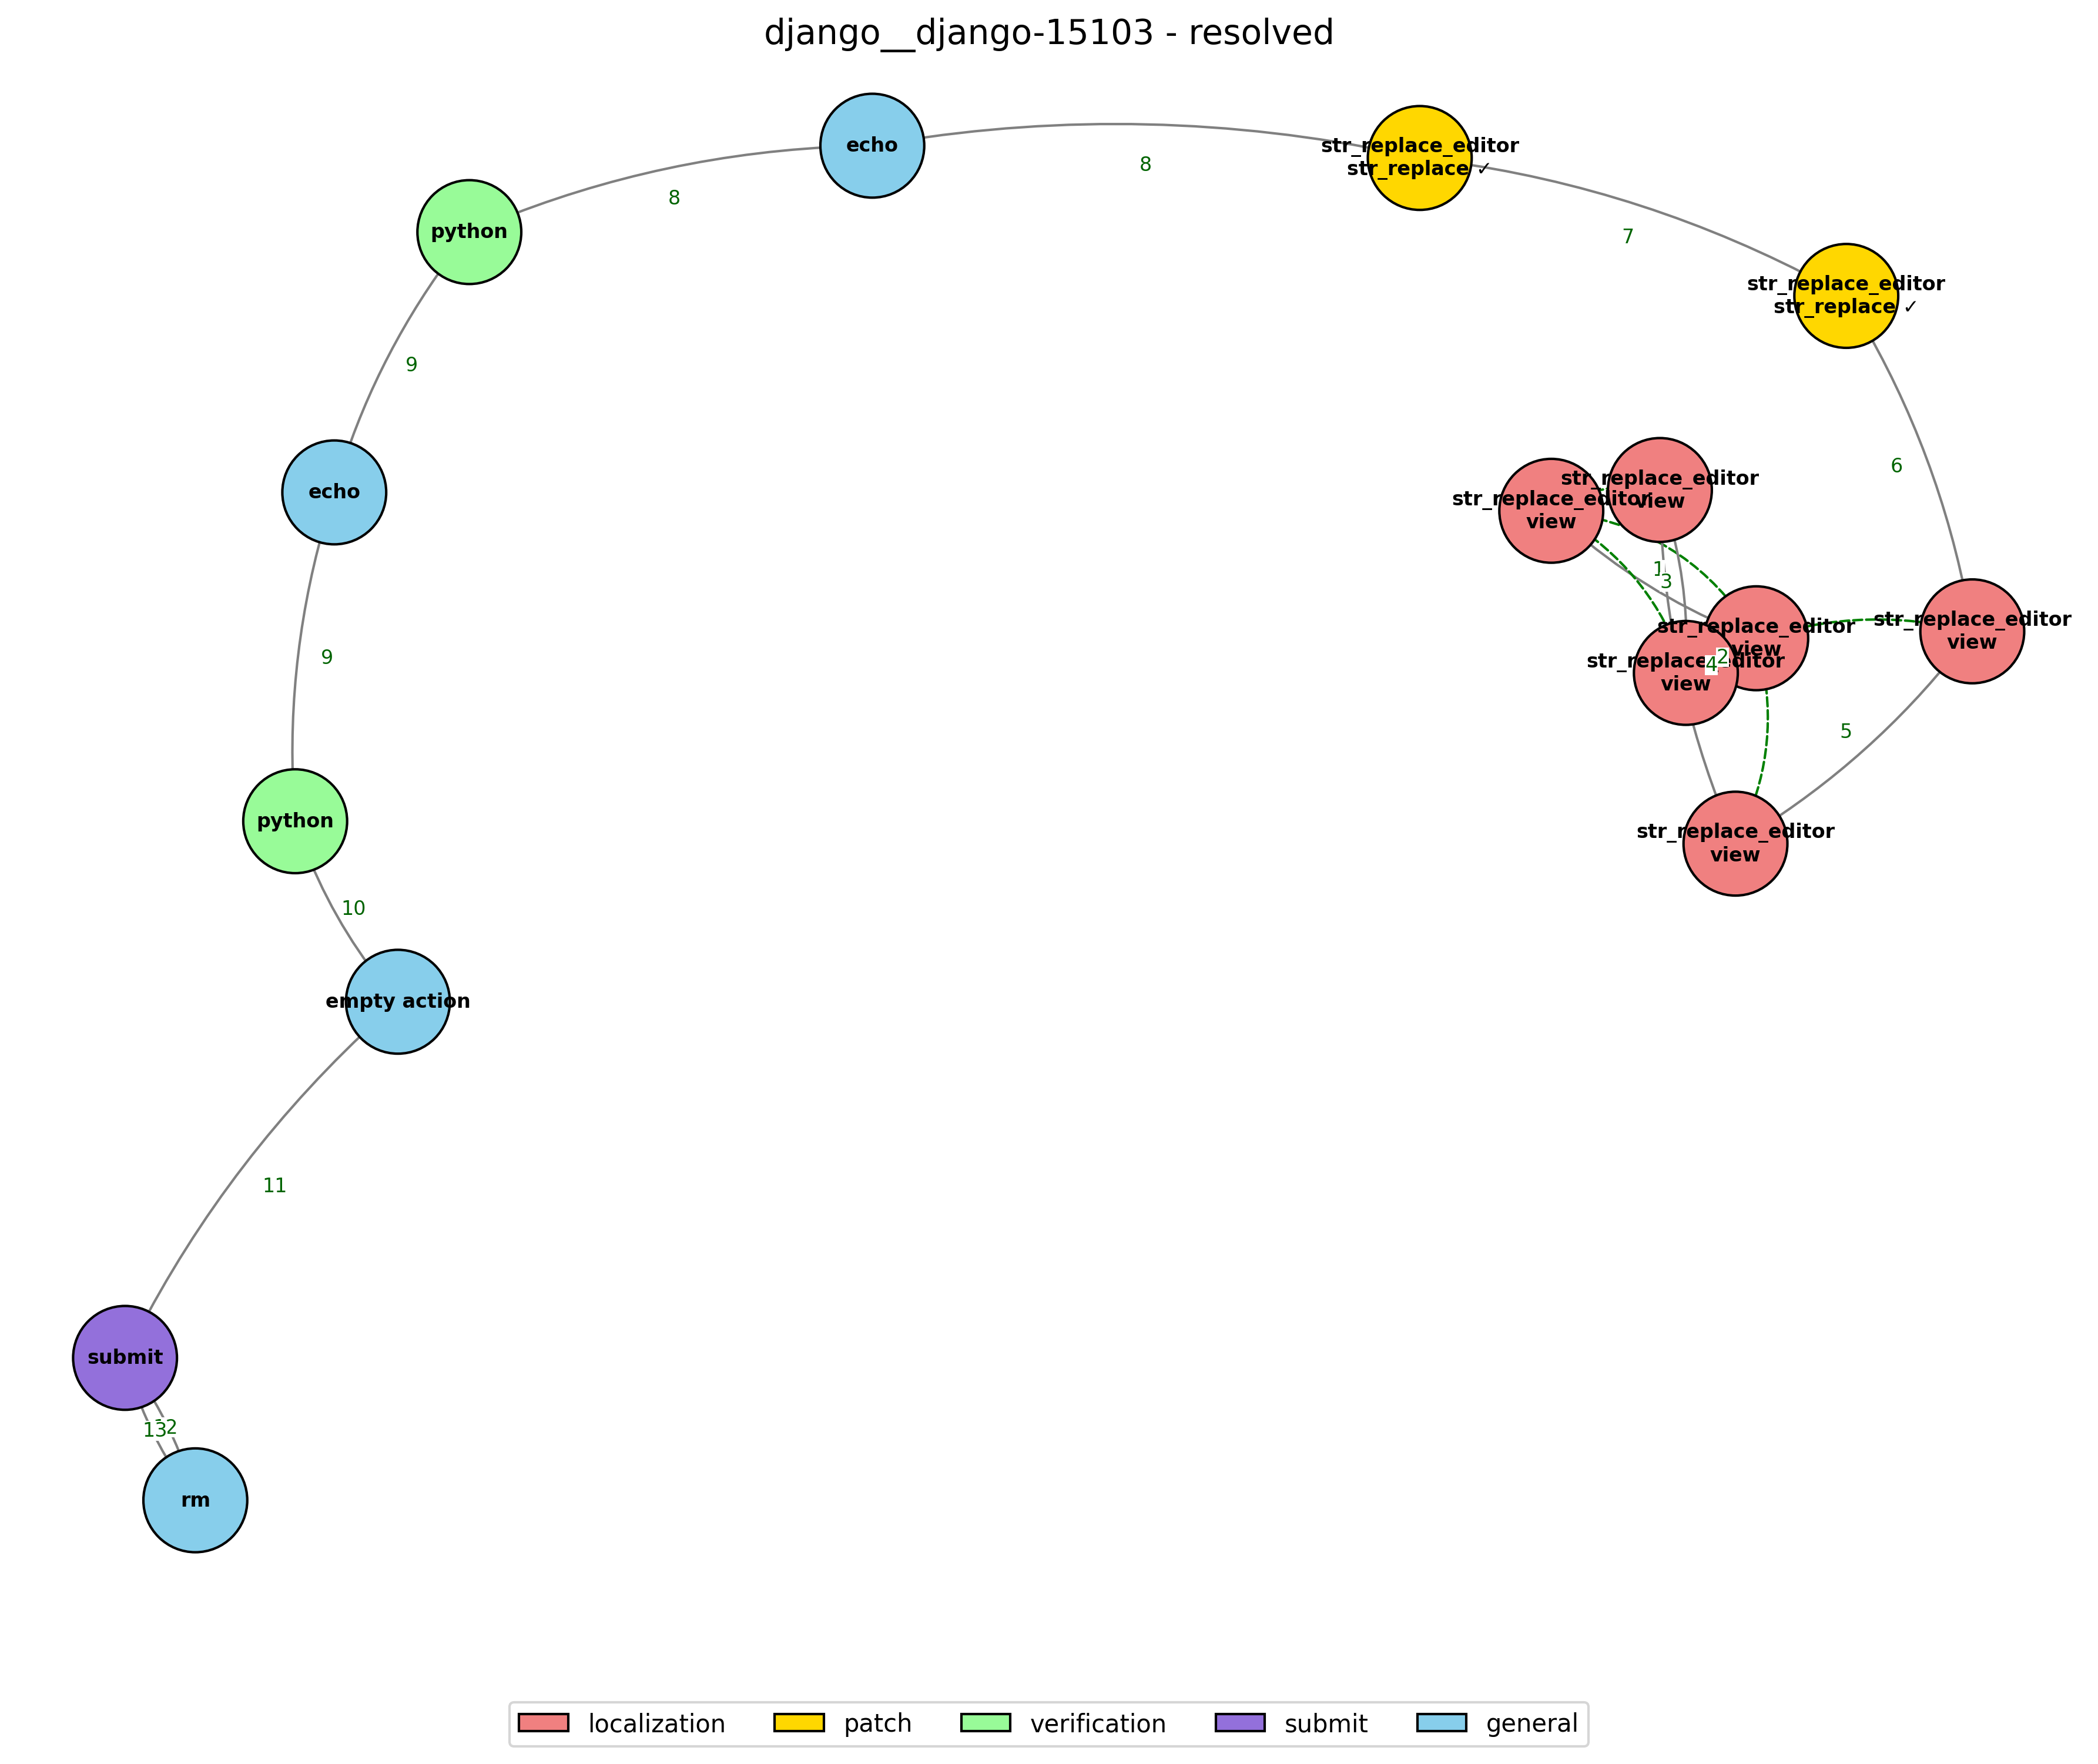 django__django-15103 - resolved
echo
str_replace_editor
str_replace ✓
8
8
python
7
str_replace_editor
str_replace ✓
9
6
echo
str_replace_editor
view
str_replace_editor
view
1
3
str_replace_editor
view
str_replace_editor
view
str_replace_editor
view
4
2
9
5
python
str_replace_editor
view
10
empty action
11
submit
13
2
rm
localization
patch
verification
submit
general